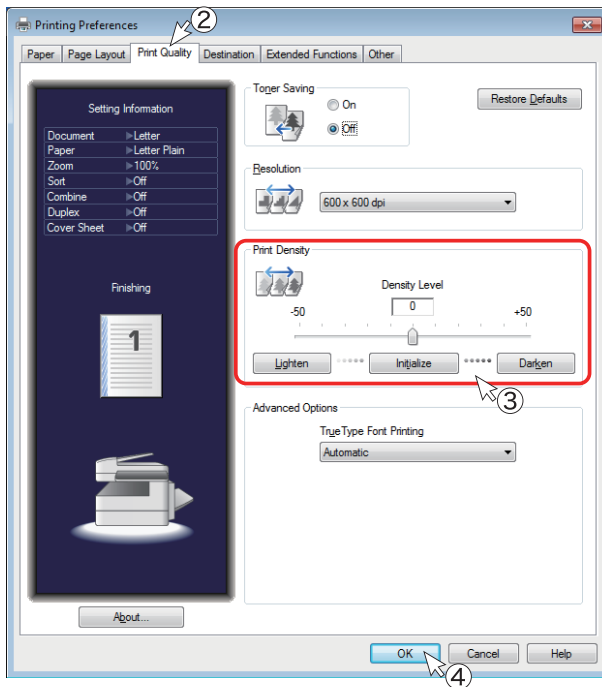 Printing Preferences
②
Paper Page Layout Print Quality Destination Extended Functions Other
Setting Information
Document Letter
Paper Letter Plain
Zoom 100%
Sort Off
Combine Off
Duplex Off
Cover Sheet Off
Finishing
1
About...
Toner Saving
On
Off
Restore Defaults
Resolution
600 x 600 dpi
Print Density
Density Level
-50 0 +50
Lighten Initialize Darken
③
Advanced Options
TrueType Font Printing
Automatic
OK Cancel Help
④